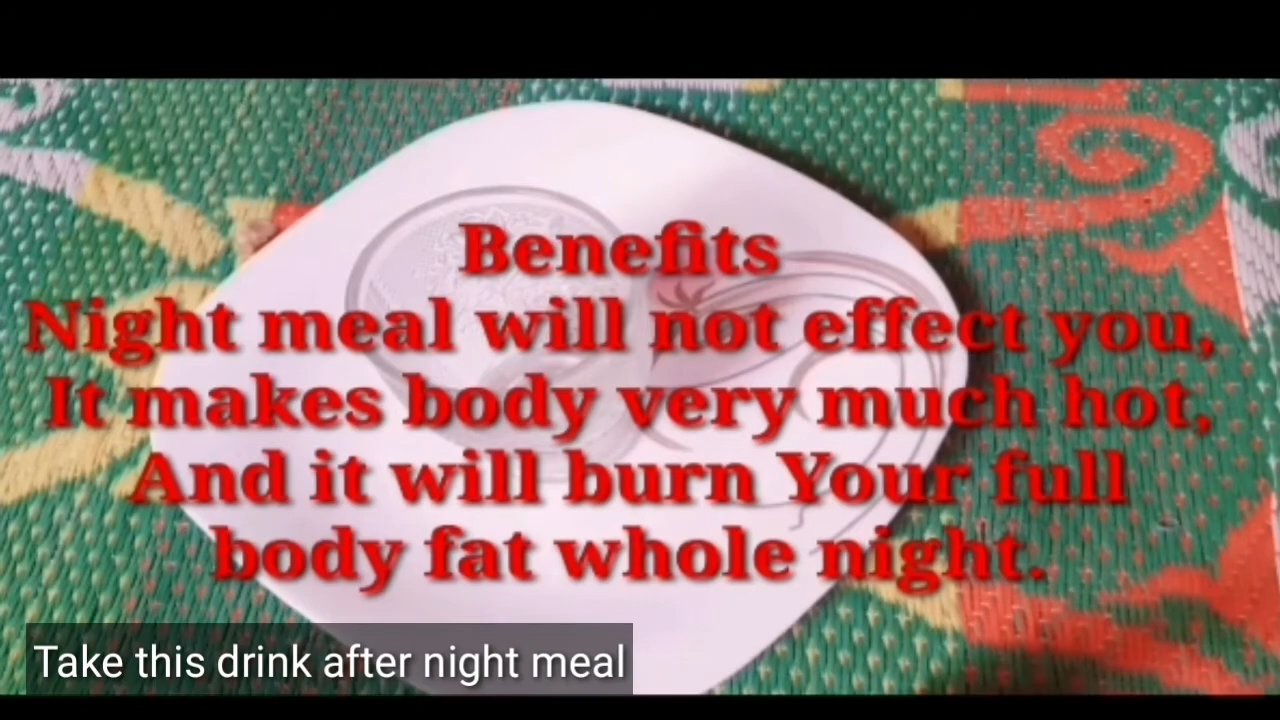 Benefits
Night meal will not effect you,
It makes body very much hot,
And it will burn Your full
body fat whole night.
Take this drink after night meal